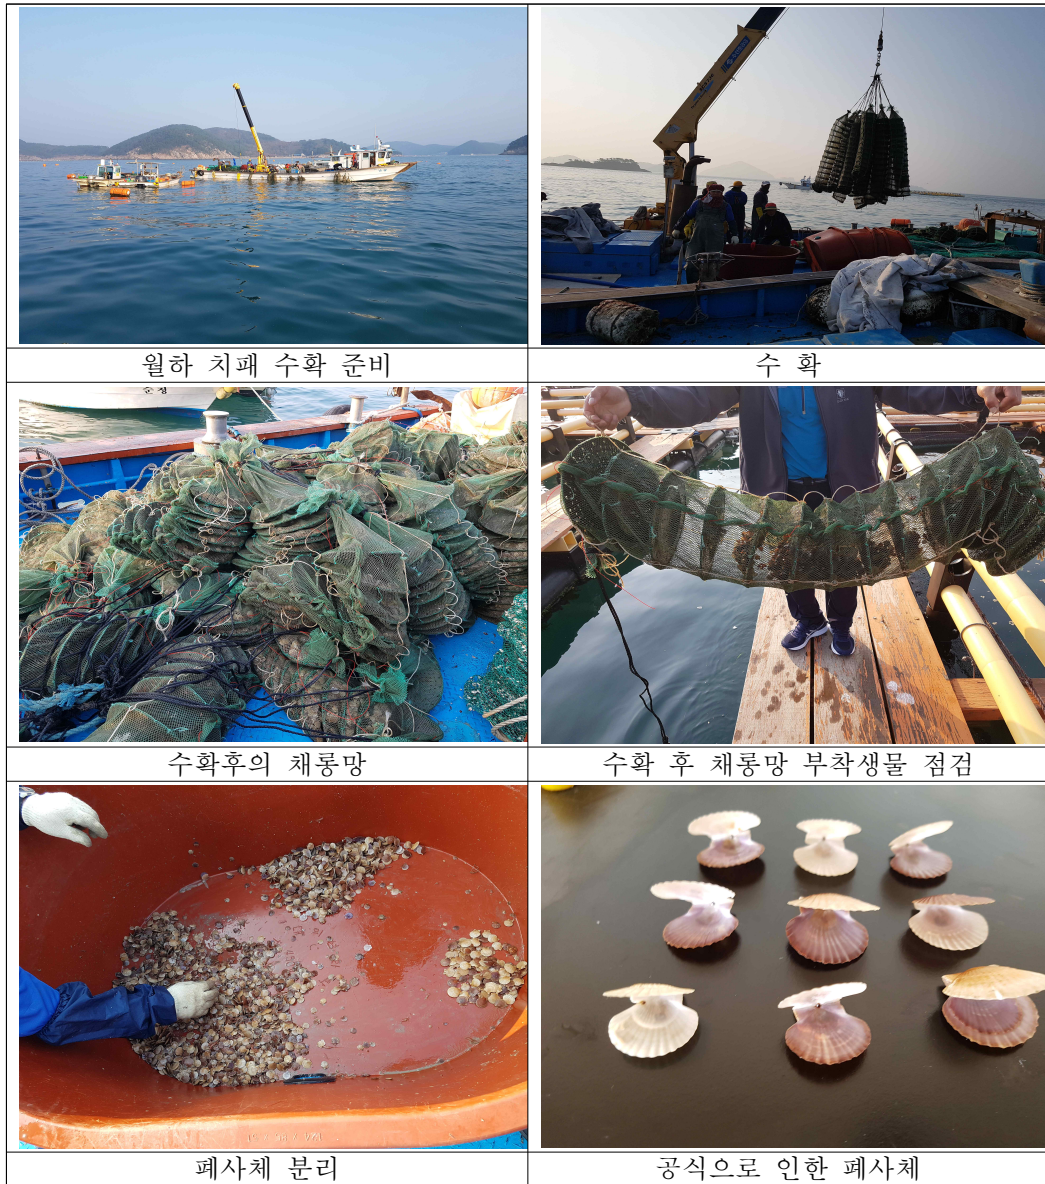 월하 치패 수확 준비
수 확
수확후의 채롱망
수확 후 채롱망 부착생물 점검
폐사체 분리
공식으로 인한 폐사체